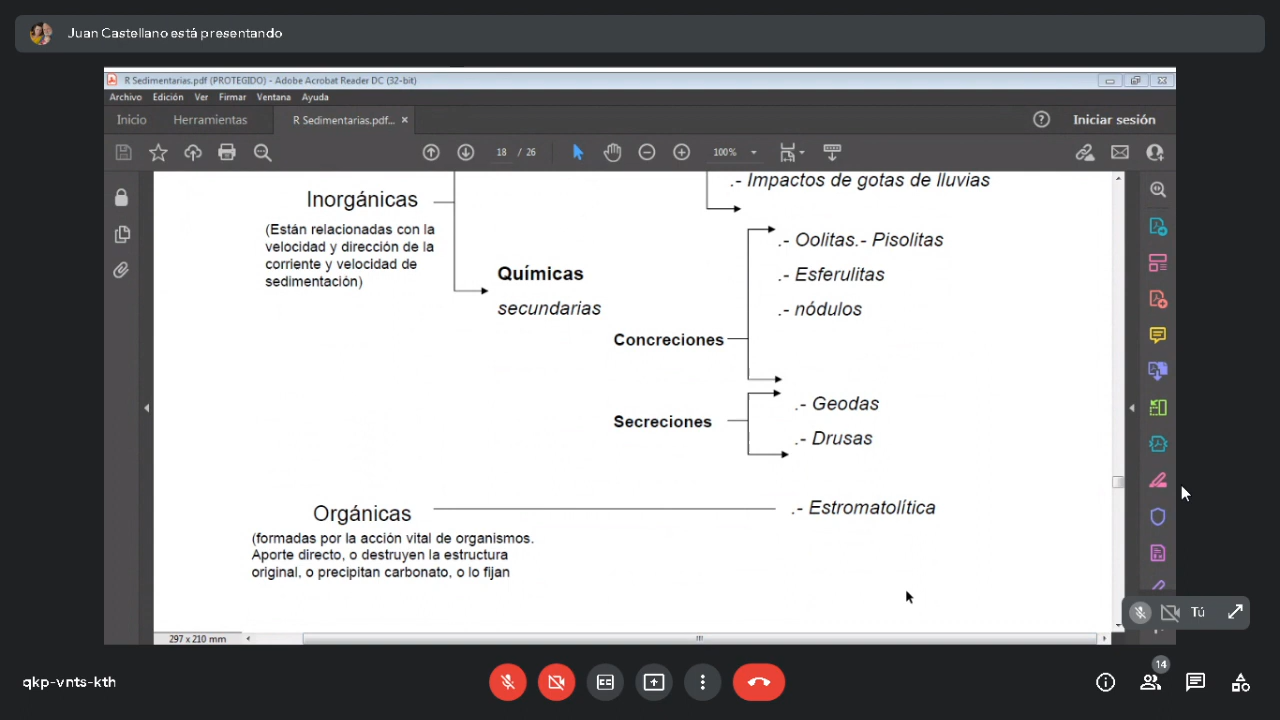 Juan Castellano está presentando
R Sedimentarias.pdf (PROTEGIDO) - Adobe Acrobat Reader DC (32-bit)
Archivo Edición Ver Firmar Ventana Ayuda
Inicio Herramientas R Sedimentarias.pdf... × Iniciar sesión
18 / 26 100%
.- Impactos de gotas de lluvias
Inorgánicas
(Están relacionadas con la
velocidad y dirección de la
corriente y velocidad de
sedimentación)
Químicas
secundarias
.- Oolitas.- Pisolitas
.- Esferulitas
.- nódulos
Concreciones
.- Geodas
Secreciones
.- Drusas
Orgánicas
.- Estromatolítica
(formadas por la acción vital de organismos.
Aporte directo, o destruyen la estructura
original, o precipitan carbonato, o lo fijan
Tú
297 x 210 mm
14
qkp-vnts-kth